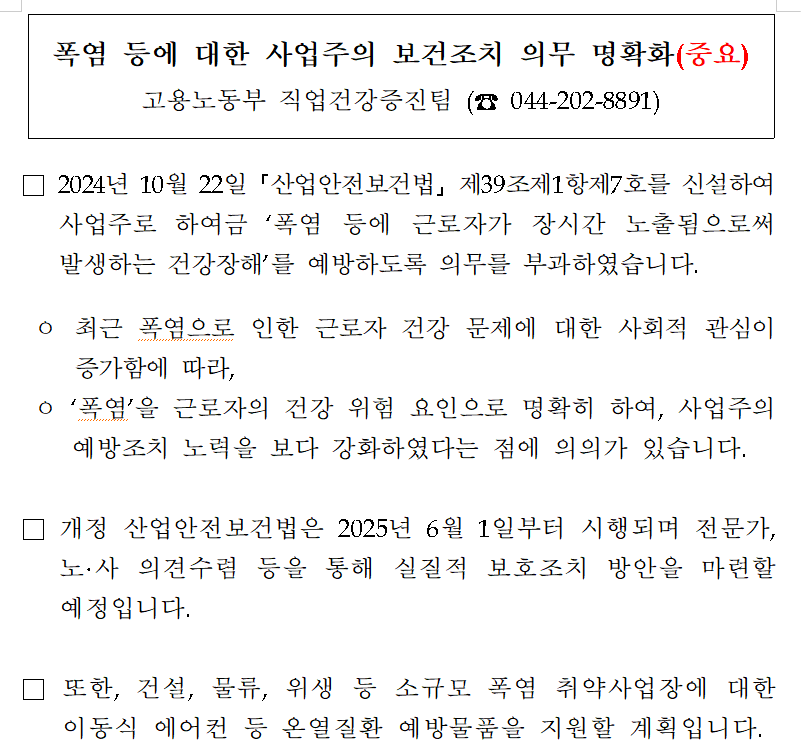 폭염 등에 대한 사업주의 보건조치 의무 명확화(중요)
고용노동부 직업건강증진팀 (☎ 044-202-8891)
□ 2024년 10월 22일 「산업안전보건법」 제39조제1항제7호를 신설하여
사업주로 하여금 ‘폭염 등에 근로자가 장시간 노출됨으로써
발생하는 건강장해’를 예방하도록 의무를 부과하였습니다.
ㅇ 최근 폭염으로 인한 근로자 건강 문제에 대한 사회적 관심이
증가함에 따라,
ㅇ ‘폭염’을 근로자의 건강 위험 요인으로 명확히 하여, 사업주의
예방조치 노력을 보다 강화하였다는 점에 의의가 있습니다.
□ 개정 산업안전보건법은 2025년 6월 1일부터 시행되며 전문가,
노·사 의견수렴 등을 통해 실질적 보호조치 방안을 마련할
예정입니다.
□ 또한, 건설, 물류, 위생 등 소규모 폭염 취약사업장에 대한
이동식 에어컨 등 온열질환 예방물품을 지원할 계획입니다.